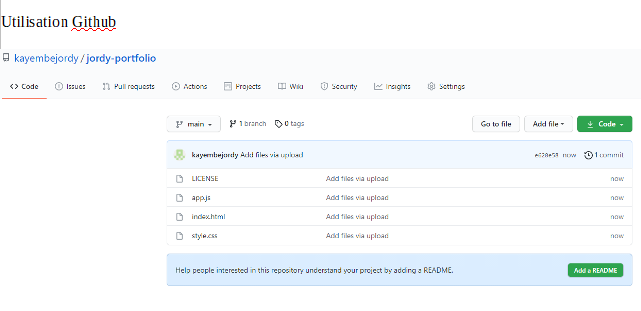 Utilisation Github
kayembejordy / jordy-portfolio
Code Issues Pull requests Actions Projects Wiki Security Insights Settings
main 1 branch 0 tags Go to file Add file Code
kayembejordy Add files via upload ef28e58 now 1 commit
LICENSE Add files via upload now
app.js Add files via upload now
index.html Add files via upload now
style.css Add files via upload now
Help people interested in this repository understand your project by adding a README. Add a README